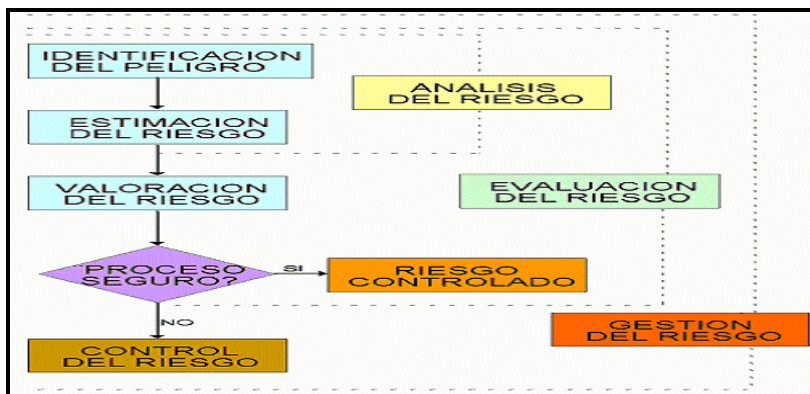 IDENTIFICACION
DEL PELIGRO
ANALISIS
DEL RIESGO
ESTIMACION
DEL RIESGO
VALORACION
DEL RIESGO
EVALUACION
DEL RIESGO
¿PROCESO
SEGURO?
SI
RIESGO
CONTROLADO
NO
CONTROL
DEL RIESGO
GESTION
DEL RIESGO